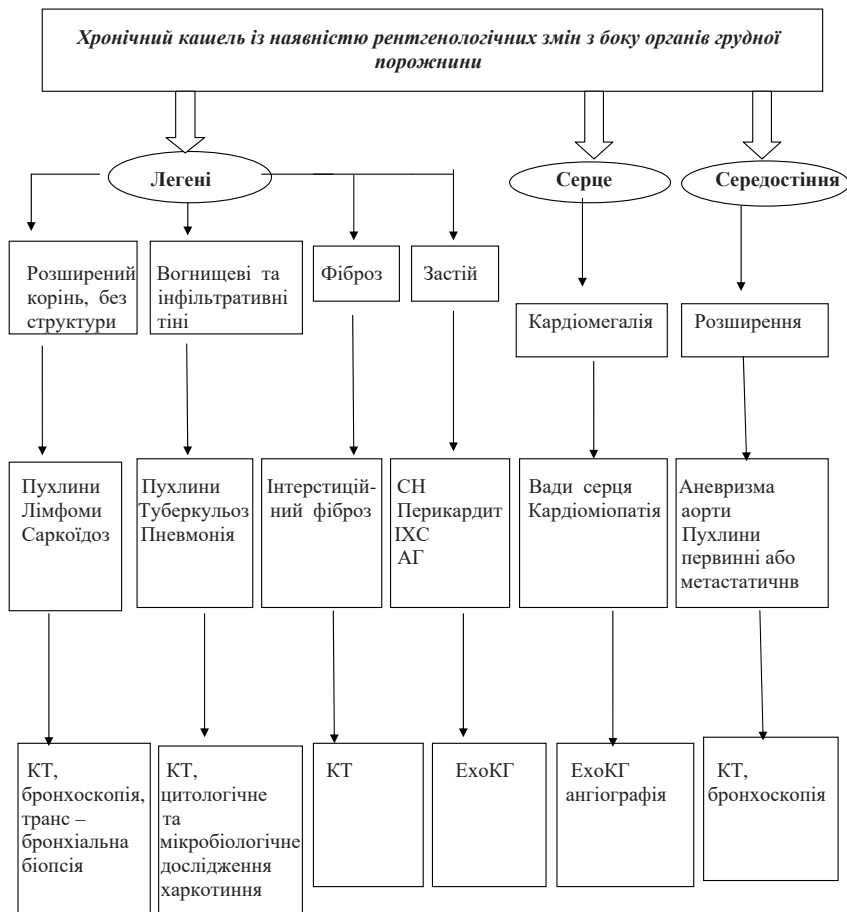 Хронічний кашель із наявністю рентгенологічних змін з боку органів грудної
порожнини
Легені
Серце
Середостіння
Розширений
корінь, без
структури
Вогнищеві та
інфільтративні
тіні
Фіброз
Застій
Кардіомегалія
Розширення
Пухлини
Лімфоми
Саркоїдоз
Пухлини
Туберкульоз
Пневмонія
Інтерстицій-
ний фіброз
СН
Перикардит
ІХС
АГ
Вади серця
Кардіоміопатія
Аневризма
аорти
Пухлини
первинні або
метастатичнв
КТ,
бронхоскопія,
транс –
бронхіальна
біопсія
КТ,
цитологічне
та
мікробіологічне
дослідження
харкотиння
КТ
ЕхоКГ
ЕхоКГ
ангіографія
КТ,
бронхоскопія